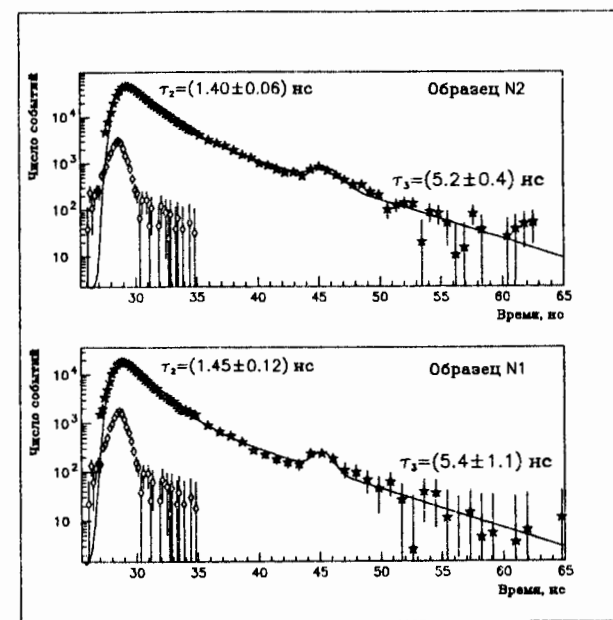 τ₂=(1.40±0.06) нс
Образец N2
Число событий
10⁴
10³
10²
10
τ₃=(5.2±0.4) нс
30 35 40 45 50 55 60 65
Время, нс
τ₂=(1.45±0.12) нс
Образец N1
Число событий
10⁴
10³
10²
10
τ₃=(5.4±1.1) нс
30 35 40 45 50 55 60 65
Время, нс